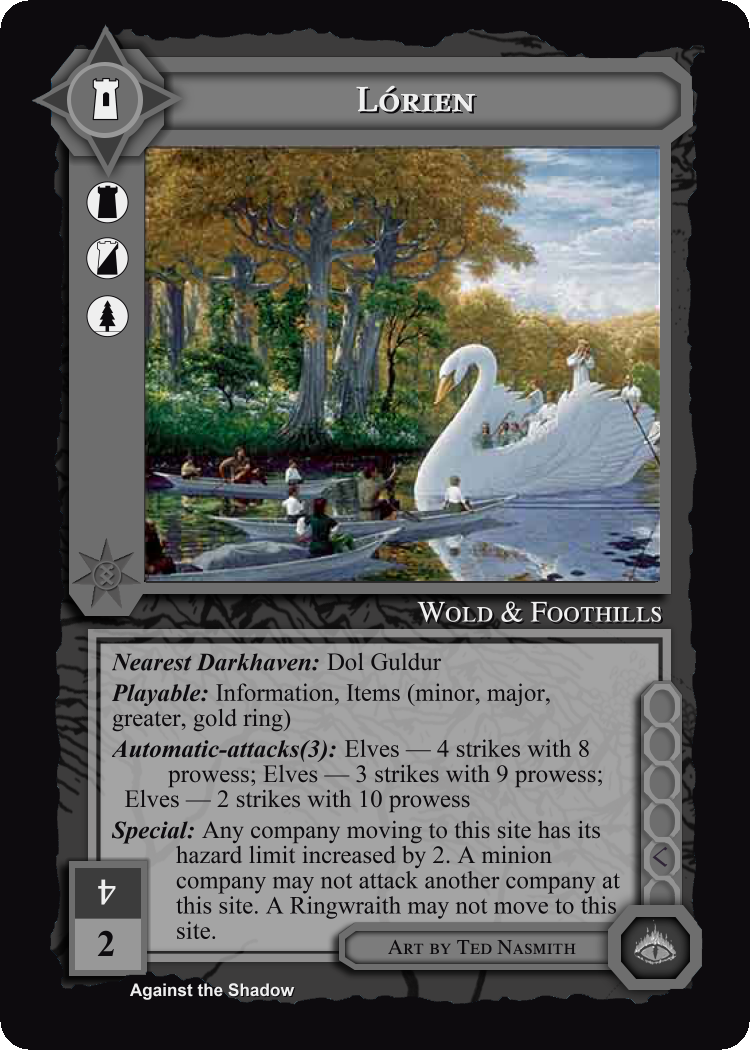 Lórien
Wold & Foothills
Nearest Darkhaven: Dol Guldur
Playable: Information, Items (minor, major,
greater, gold ring)
Automatic-attacks(3): Elves — 4 strikes with 8
prowess; Elves — 3 strikes with 9 prowess;
Elves — 2 strikes with 10 prowess
Special: Any company moving to this site has its
hazard limit increased by 2. A minion
company may not attack another company at
this site. A Ringwraith may not move to this
site.
4
2
Art by Ted Nasmith
Against the Shadow